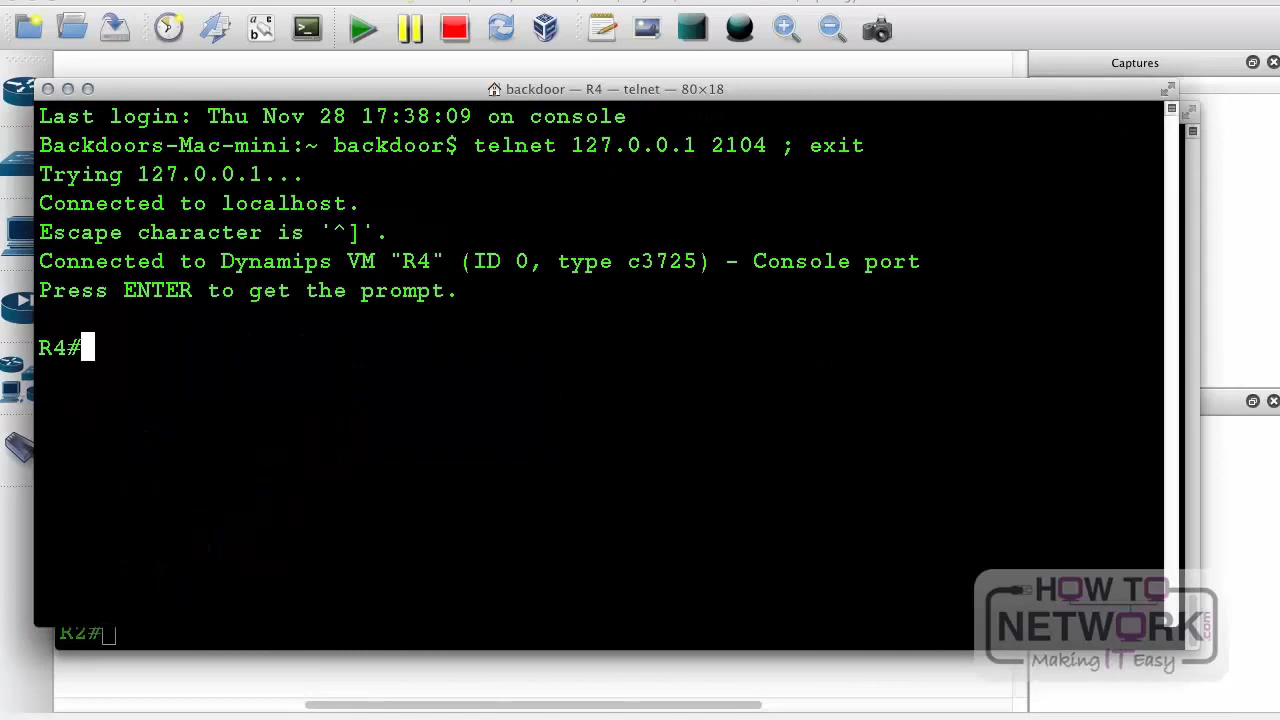 Captures
backdoor — R4 — telnet — 80×18
Last login: Thu Nov 28 17:38:09 on console
Backdoors-Mac-mini:~ backdoor$ telnet 127.0.0.1 2104 ; exit
Trying 127.0.0.1...
Connected to localhost.
Escape character is '^]'.
Connected to Dynamips VM "R4" (ID 0, type c3725) - Console port
Press ENTER to get the prompt.
R4#
R2#
HOW TO
NETWORK.com
Making IT Easy